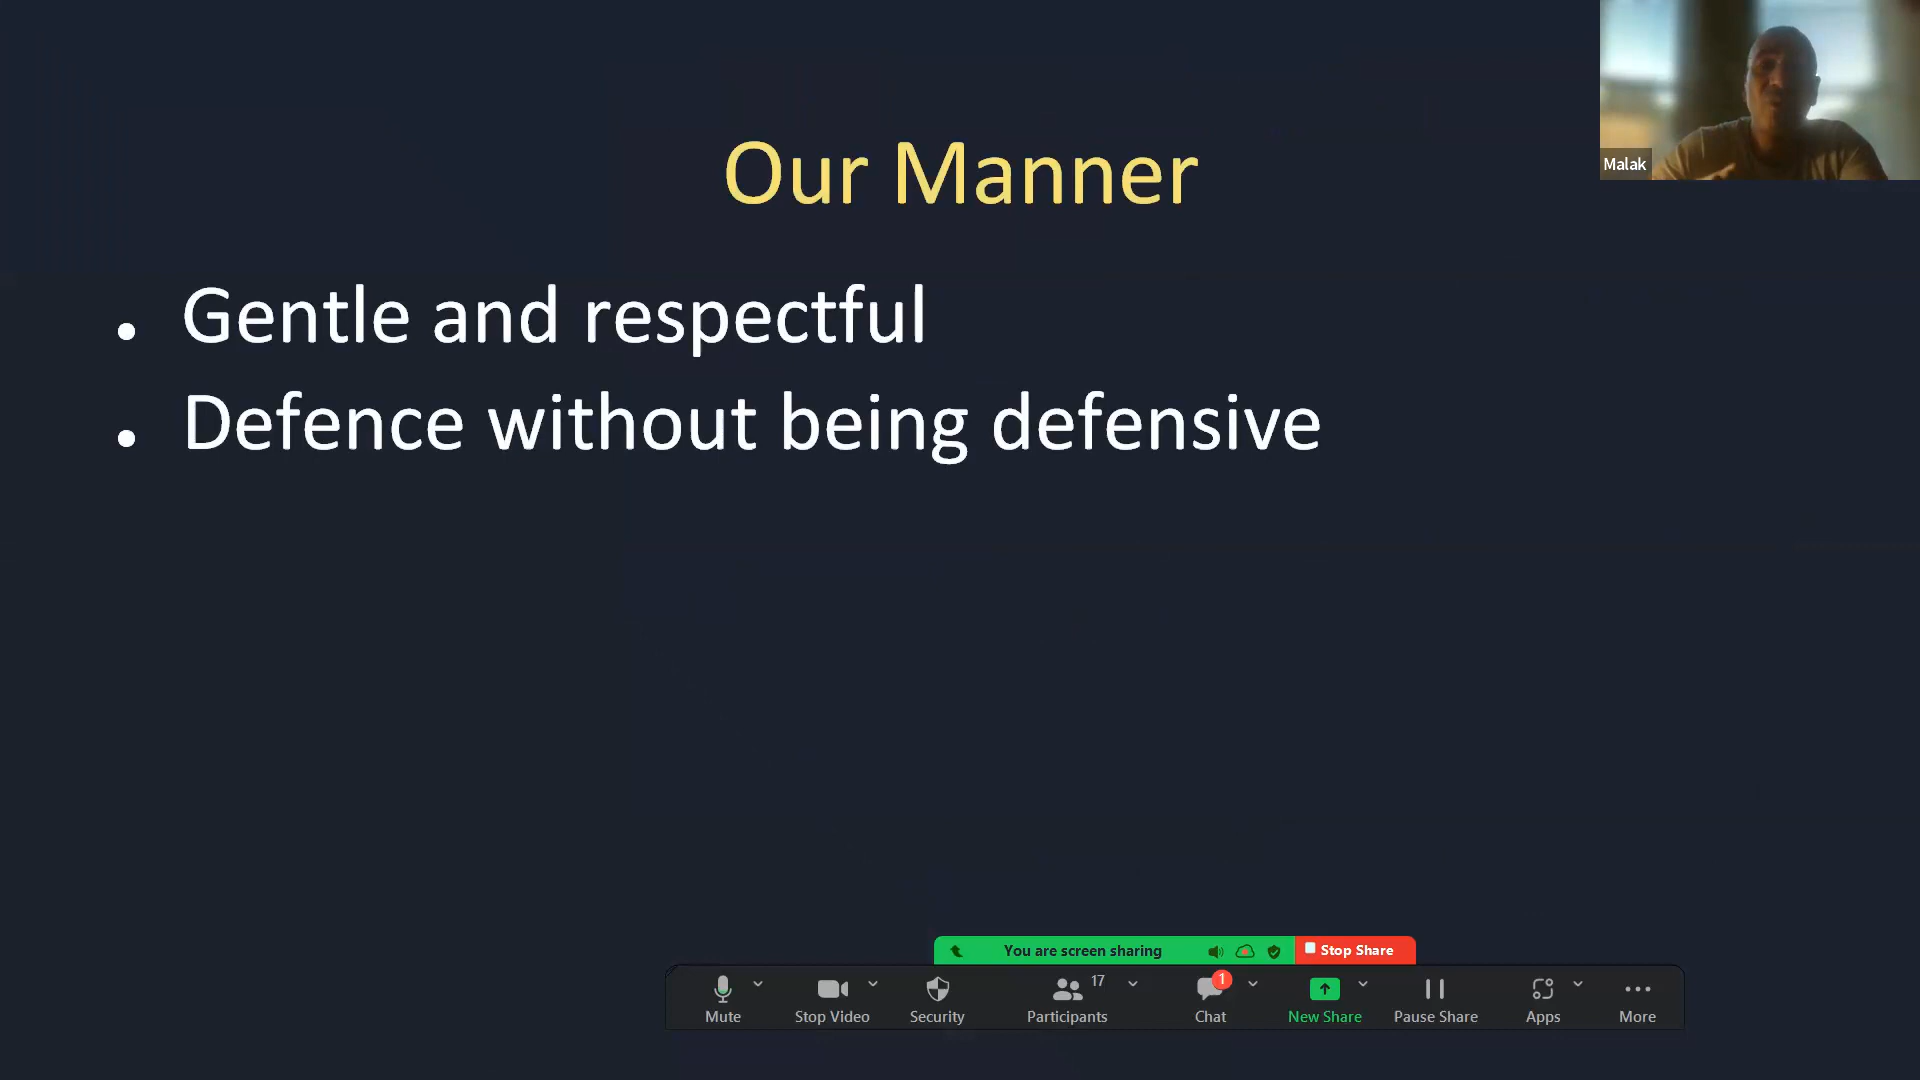 Our Manner
Malak
• Gentle and respectful
• Defence without being defensive
You are screen sharing
Stop Share
Mute
Stop Video
Security
17
Participants
1
Chat
New Share
Pause Share
Apps
More